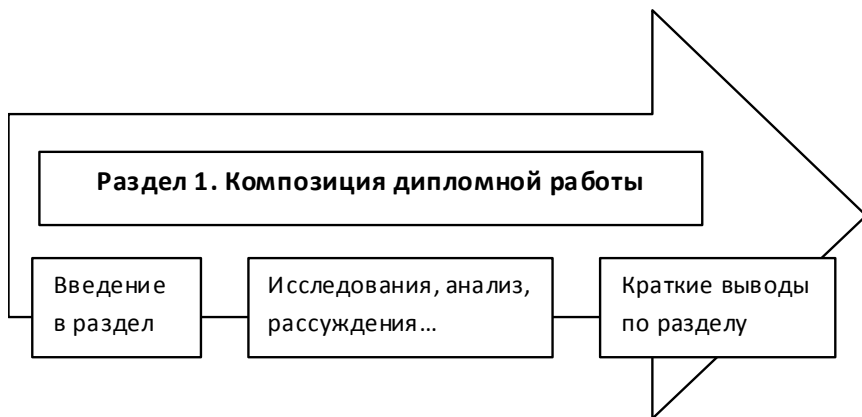 Раздел 1. Композиция дипломной работы
Введение
в раздел
Исследования, анализ,
рассуждения…
Краткие выводы
по разделу